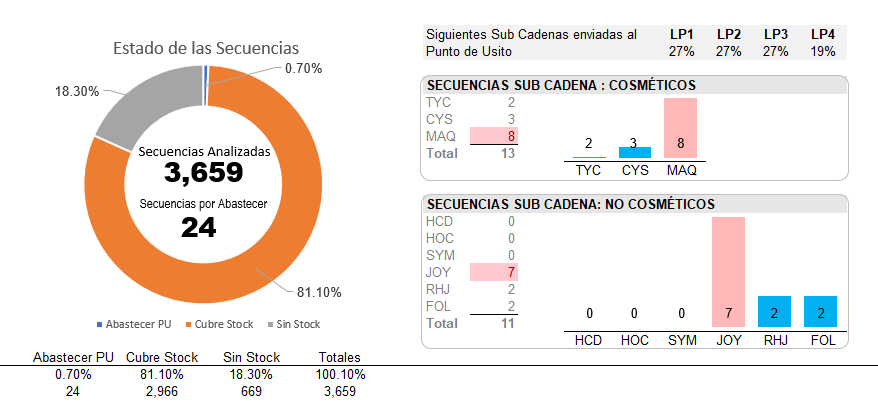 Estado de las Secuencias
0.70%
18.30%
Secuencias Analizadas
3,659
Secuencias por Abastecer
24
81.10%
Abastecer PU Cubre Stock Sin Stock
Abastecer PU Cubre Stock Sin Stock Totales
0.70% 81.10% 18.30% 100.10%
24 2,966 669 3,659
Siguientes Sub Cadenas enviadas al LP1 LP2 LP3 LP4
Punto de Usito 27% 27% 27% 19%
SECUENCIAS SUB CADENA : COSMÉTICOS
TYC 2
CYS 3
MAQ 8
Total 13
2 3 8
TYC CYS MAQ
SECUENCIAS SUB CADENA: NO COSMÉTICOS
HCD 0
HOC 0
SYM 0
JOY 7
RHJ 2
FOL 2
Total 11
0 0 0 7 2 2
HCD HOC SYM JOY RHJ FOL